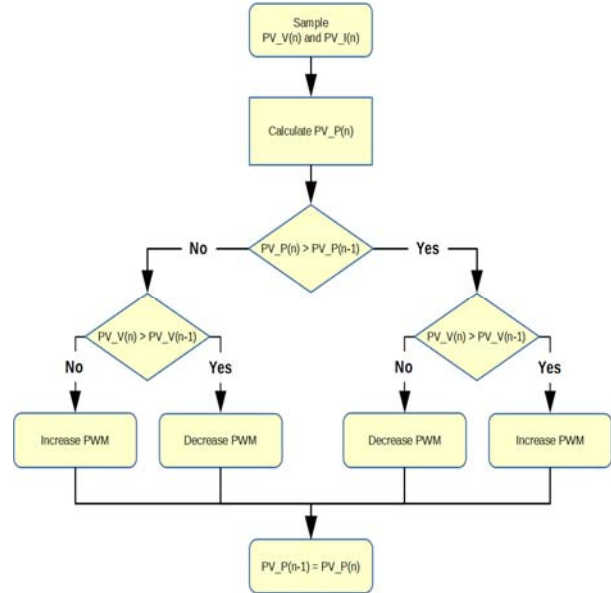 Sample
PV_V(n) and PV_I(n)
Calculate PV_P(n)
PV_P(n) > PV_P(n-1)
No
Yes
PV_V(n) > PV_V(n-1)
PV_V(n) > PV_V(n-1)
No
Yes
No
Yes
Increase PWM
Decrease PWM
Decrease PWM
Increase PWM
PV_P(n-1) = PV_P(n)